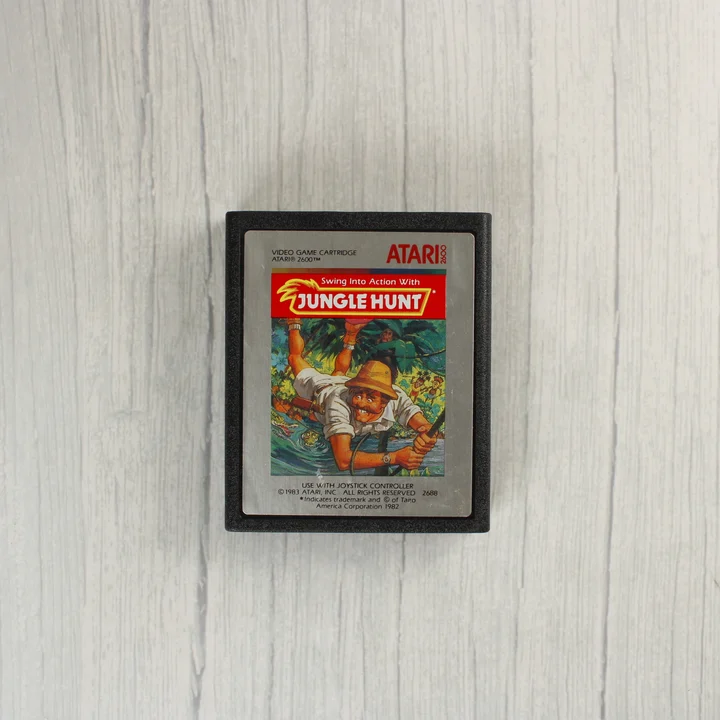 VIDEO GAME CARTRIDGE
ATARI® 2600™
ATARI 2600
Swing Into Action With
JUNGLE HUNT*
USE WITH JOYSTICK CONTROLLER
© 1983 ATARI, INC. ALL RIGHTS RESERVED. 2688
*Indicates trademark and © of Taito
America Corporation 1982